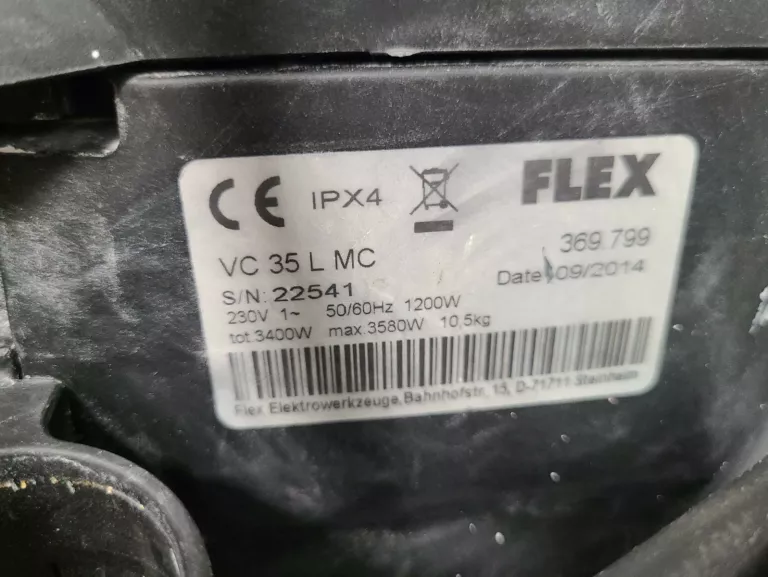 CE IPX4 FLEX
VC 35 L MC 369.799
S/N: 22541 Date 09/2014
230V 1~ 50/60Hz 1200W
tot.3400W max.3580W 10,5kg
Flex Elektrowerkzeuge, Bahnhofstr. 15, D-71711 Steinheim